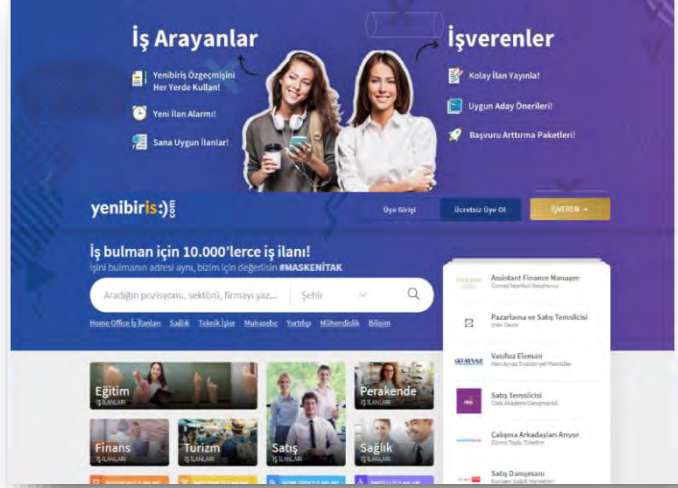 İş Arayanlar
Yenibiriş Özgeçmişini
Her Yerde Kullan!
Yeni İlan Alarmı!
Sana Uygun İlanlar!
İşverenler
Kolay İlan Yayınla!
Uygun Aday Önerileri!
Başvuru Arttırma Paketleri!
yenibiris:) com
Üye Girişi
Ücretsiz Üye Ol
İŞVEREN →
İş bulman için 10.000'lerce iş ilanı!
İşini bulmanın adresi aynı, bizim için değerlisin #MASKENİTAK
Aradığın pozisyonu, sektörü, firmayı yaz...
Şehir
Home Office İş İlanları Sağlık Teknik İşler Muhasebe Yurtdışı Mühendislik Bilişim
Eğitim
İŞ İLANLARI
Perakende
İŞ İLANLARI
Finans
İŞ İLANLARI
Turizm
İŞ İLANLARI
Satış
İŞ İLANLARI
Sağlık
İŞ İLANLARI
Assistant Finance Manager
Pazarlama ve Satış Temsilcisi
Vasıfsız Eleman
Satış Temsilcisi
Çalışma Arkadaşları Arıyor
Satış Danışmanı